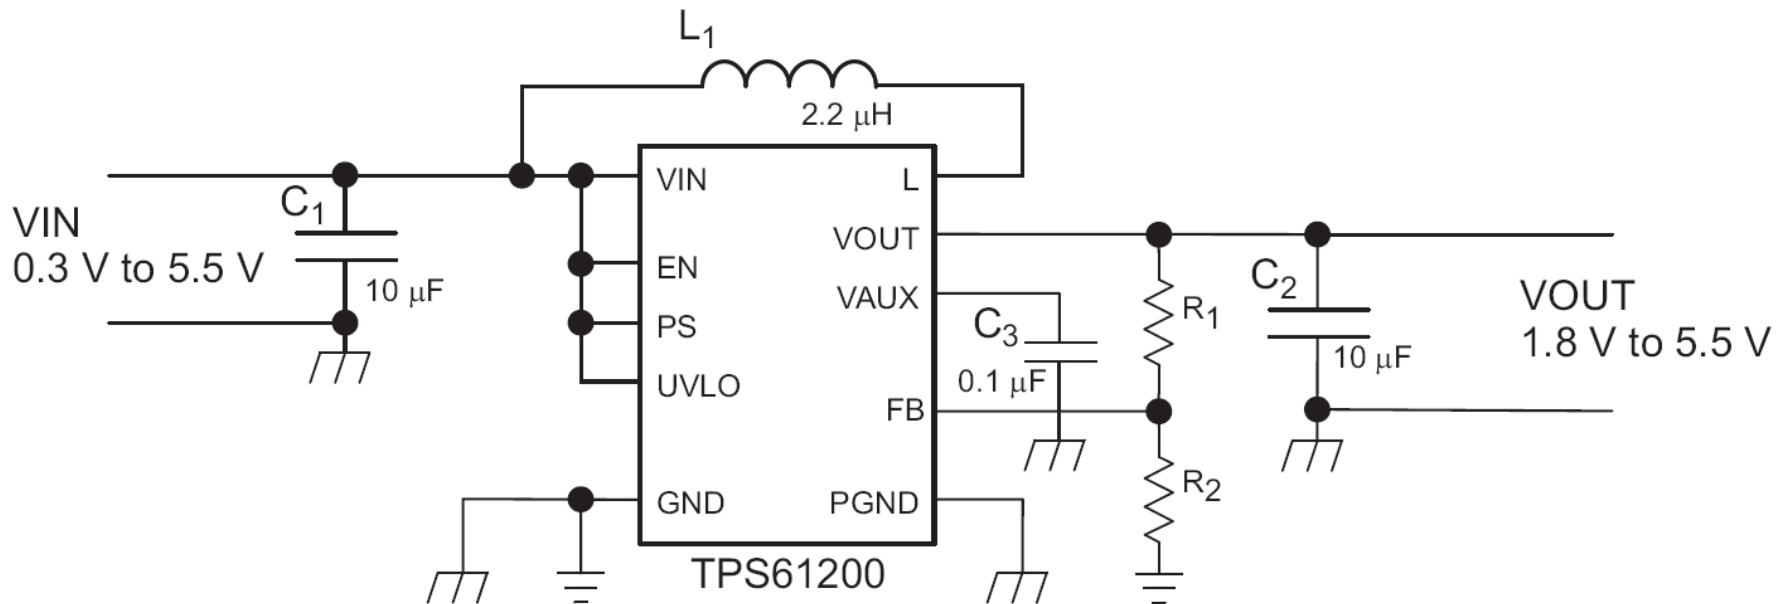 L1
2.2 μH
VIN
0.3 V to 5.5 V
C1
10 μF
VIN
EN
PS
UVLO
GND
L
VOUT
VAUX
FB
PGND
TPS61200
C3
0.1 μF
R1
R2
C2
10 μF
VOUT
1.8 V to 5.5 V